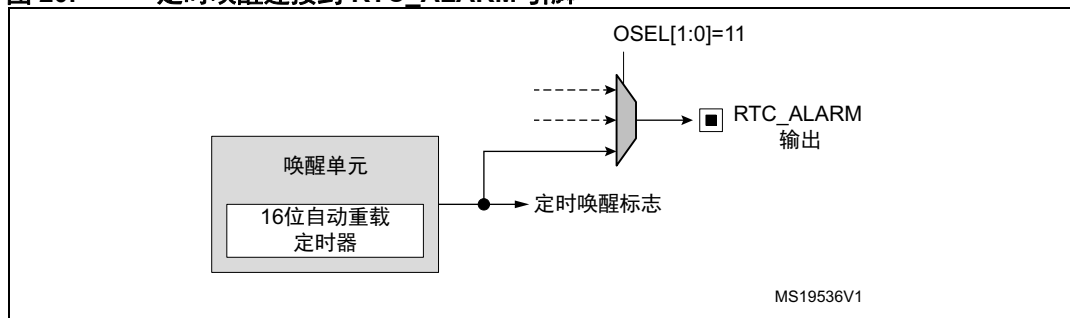 OSEL[1:0]=11
RTC_ALARM
输出
唤醒单元
16位自动重载
定时器
定时唤醒标志
MS19536V1